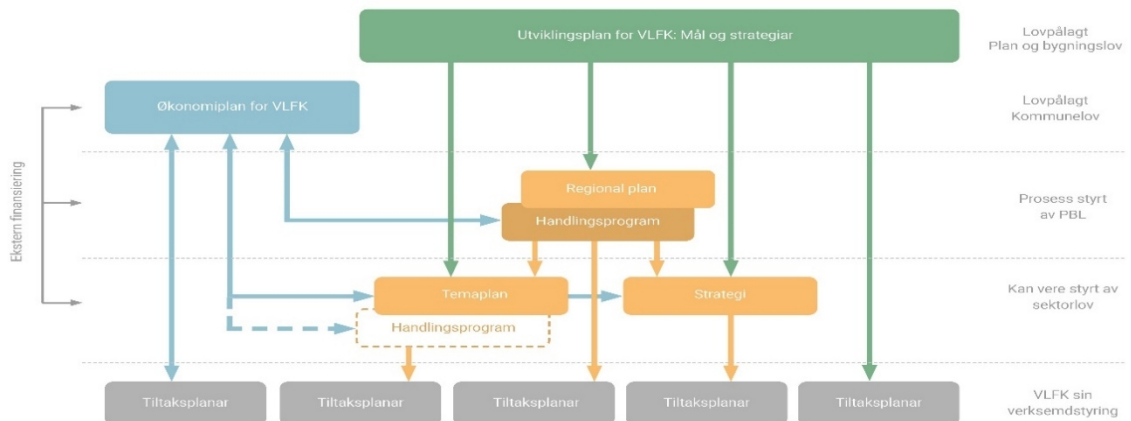 Utviklingsplan for VLFK: Mål og strategiar
Lovpålagt
Plan og bygningslov
Økonomiplan for VLFK
Lovpålagt
Kommunelov
Ekstern finansiering
Regional plan
Handlingsprogram
Prosess styrt
av PBL
Temaplan
Strategi
Handlingsprogram
Kan vere styrt av
sektorlov
Tiltaksplanar
Tiltaksplanar
Tiltaksplanar
Tiltaksplanar
Tiltaksplanar
VLFK sin
verksemdstyring